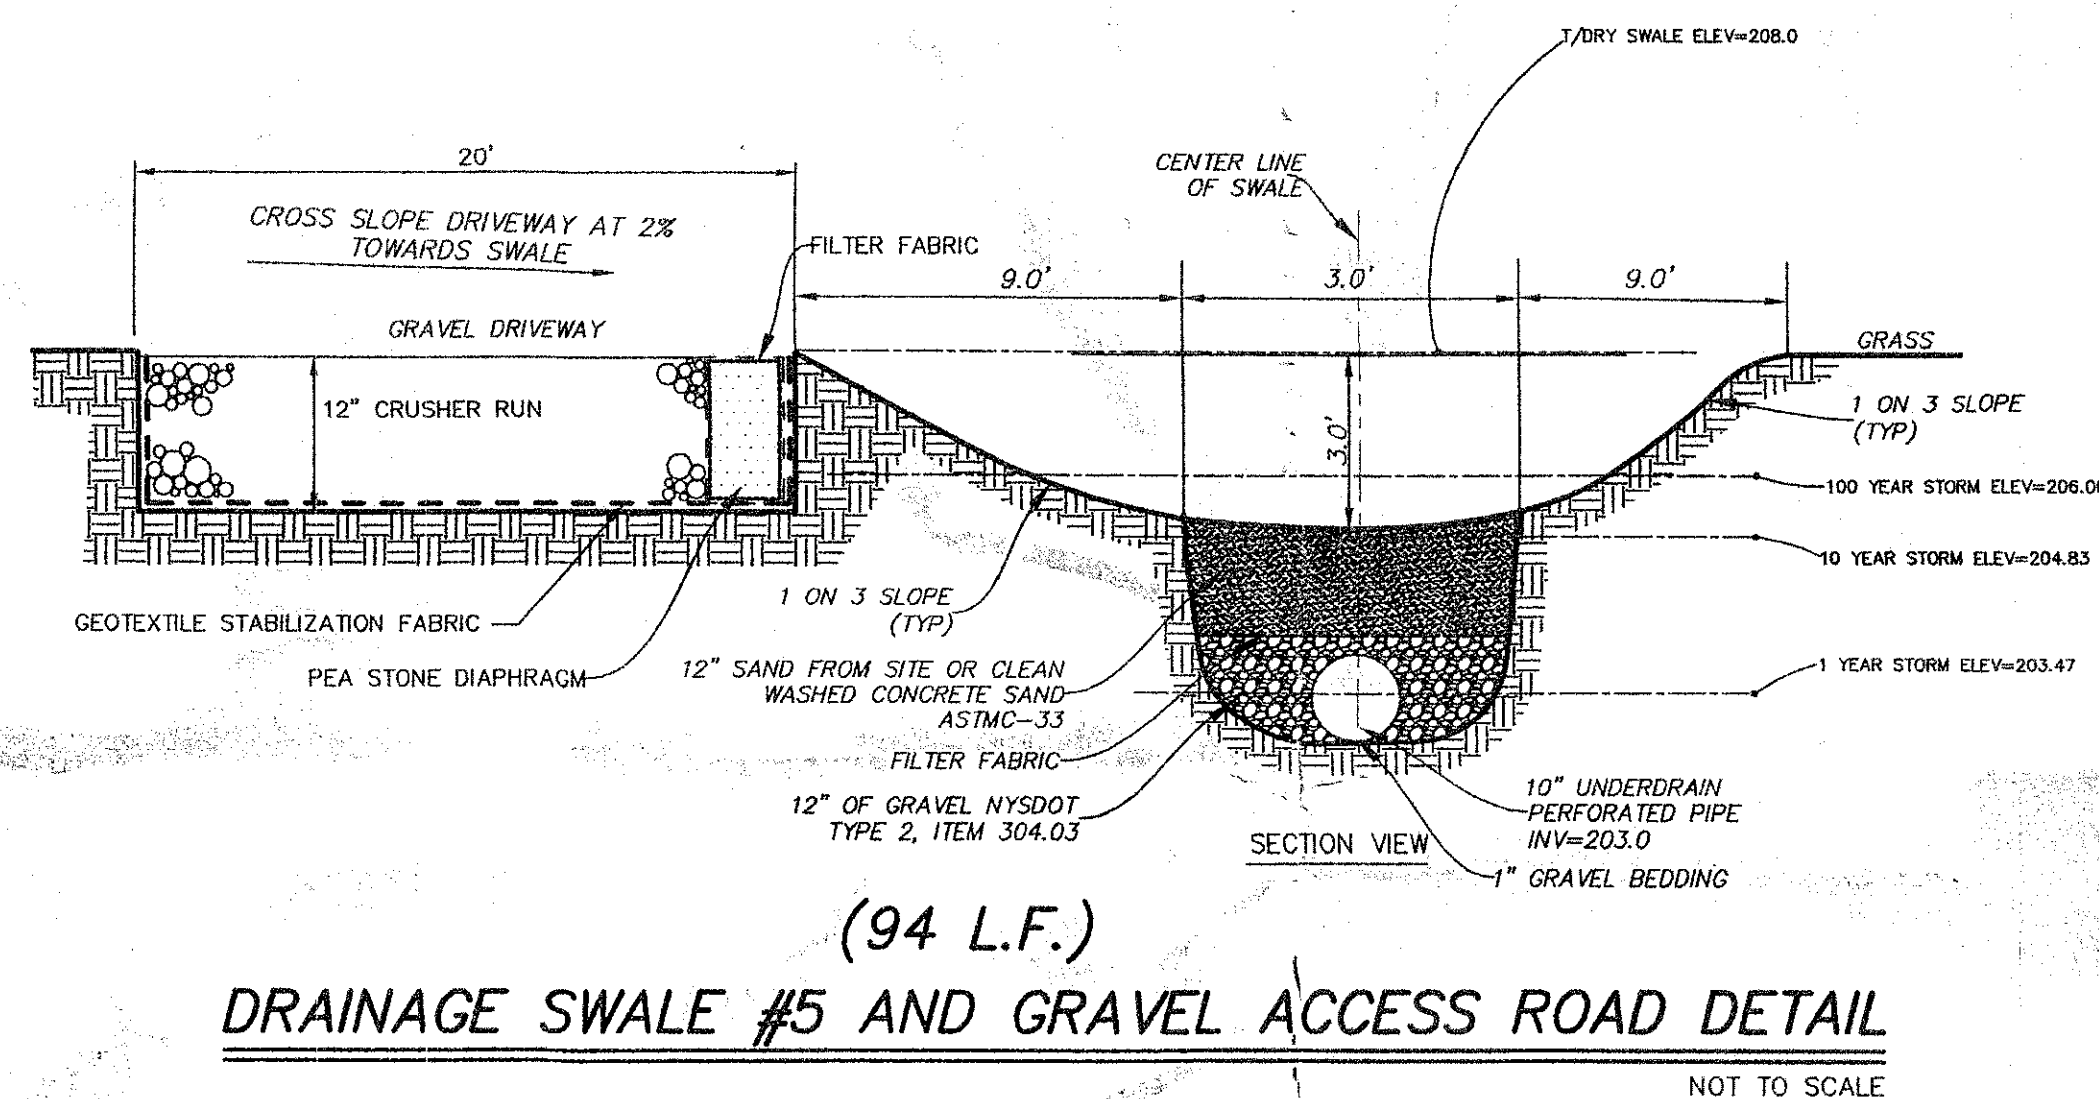 T/DRY SWALE ELEV=208.0
20'
CENTER LINE
OF SWALE
CROSS SLOPE DRIVEWAY AT 2%
TOWARDS SWALE
FILTER FABRIC
9.0'
3.0'
9.0'
GRAVEL DRIVEWAY
GRASS
12" CRUSHER RUN
3.0'
1 ON 3 SLOPE
(TYP)
100 YEAR STORM ELEV=206.0
10 YEAR STORM ELEV=204.83
1 ON 3 SLOPE
(TYP)
GEOTEXTILE STABILIZATION FABRIC
PEA STONE DIAPHRAGM
12" SAND FROM SITE OR CLEAN
WASHED CONCRETE SAND
ASTMC-33
1 YEAR STORM ELEV=203.47
FILTER FABRIC
12" OF GRAVEL NYSDOT
TYPE 2, ITEM 304.03
10" UNDERDRAIN
PERFORATED PIPE
INV=203.0
SECTION VIEW
1" GRAVEL BEDDING
(94 L.F.)
DRAINAGE SWALE #5 AND GRAVEL ACCESS ROAD DETAIL
NOT TO SCALE